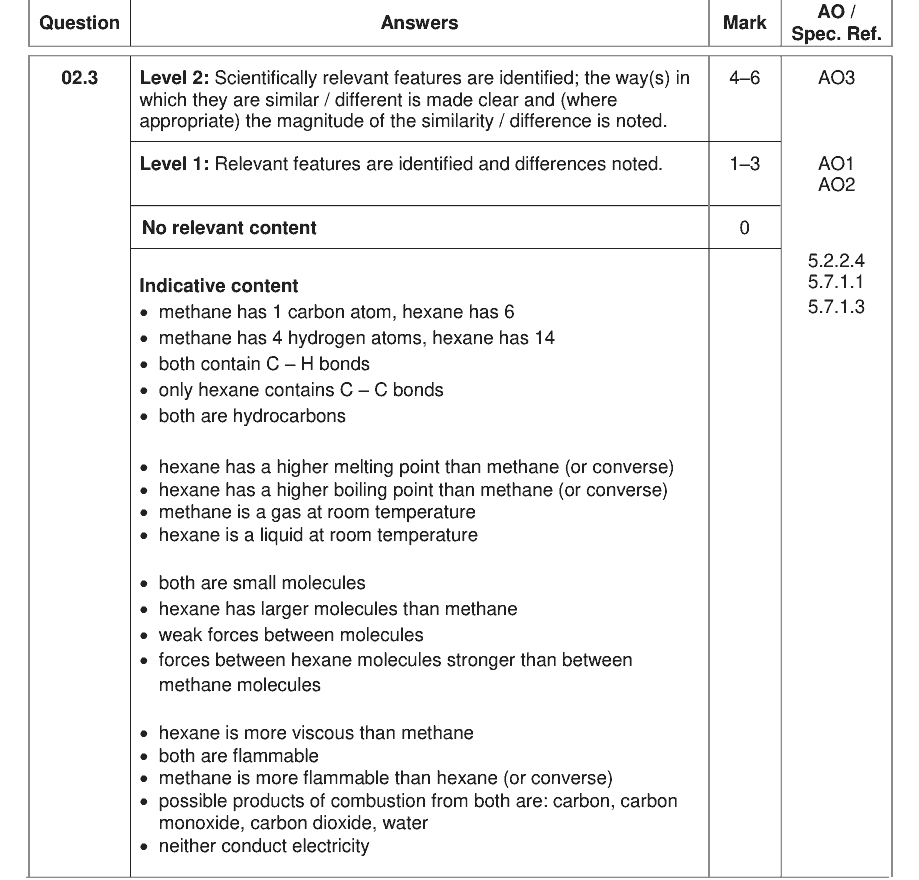 Question Answers Mark AO / Spec. Ref.
02.3 Level 2: Scientifically relevant features are identified; the way(s) in 4–6 AO3
which they are similar / different is made clear and (where
appropriate) the magnitude of the similarity / difference is noted.
Level 1: Relevant features are identified and differences noted. 1–3 AO1
AO2
No relevant content 0
5.2.2.4
5.7.1.1
5.7.1.3
Indicative content
• methane has 1 carbon atom, hexane has 6
• methane has 4 hydrogen atoms, hexane has 14
• both contain C – H bonds
• only hexane contains C – C bonds
• both are hydrocarbons
• hexane has a higher melting point than methane (or converse)
• hexane has a higher boiling point than methane (or converse)
• methane is a gas at room temperature
• hexane is a liquid at room temperature
• both are small molecules
• hexane has larger molecules than methane
• weak forces between molecules
• forces between hexane molecules stronger than between
methane molecules
• hexane is more viscous than methane
• both are flammable
• methane is more flammable than hexane (or converse)
• possible products of combustion from both are: carbon, carbon
monoxide, carbon dioxide, water
• neither conduct electricity